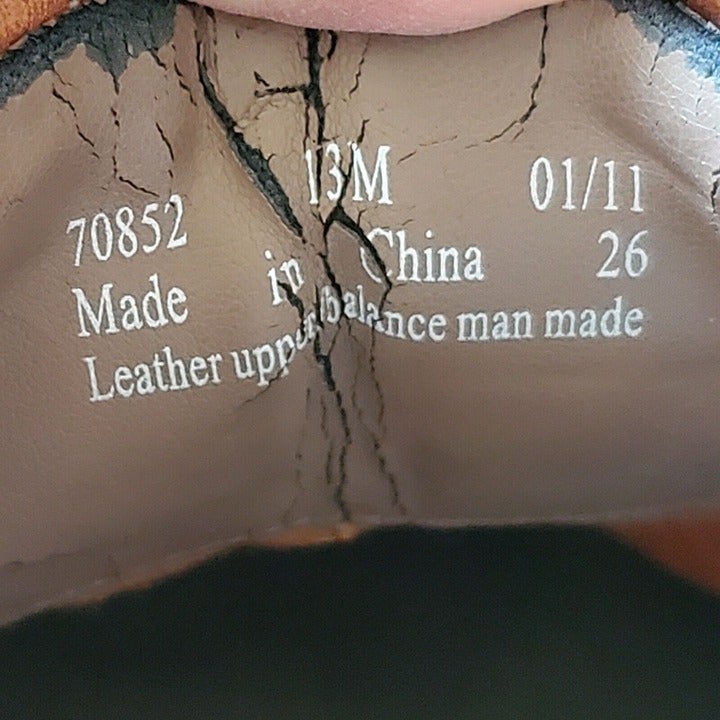 70852 13M 01/11
Made in China 26
Leather upper/balance man made